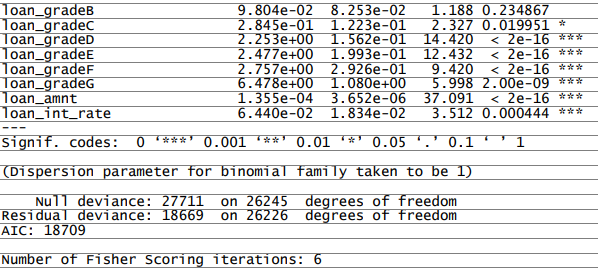 loan_gradeB 9.804e-02 8.253e-02 1.188 0.234867
loan_gradeC 2.845e-01 1.223e-01 2.327 0.019951 *
loan_gradeD 2.253e+00 1.562e-01 14.420 < 2e-16 ***
loan_gradeE 2.477e+00 1.993e-01 12.432 < 2e-16 ***
loan_gradeF 2.757e+00 2.926e-01 9.420 < 2e-16 ***
loan_gradeG 6.478e+00 1.080e+00 5.998 2.00e-09 ***
loan_amnt 1.355e-04 3.652e-06 37.091 < 2e-16 ***
loan_int_rate 6.440e-02 1.834e-02 3.512 0.000444 ***
---
Signif. codes: 0 ‘***’ 0.001 ‘**’ 0.01 ‘*’ 0.05 ‘.’ 0.1 ‘ ’ 1
(Dispersion parameter for binomial family taken to be 1)
Null deviance: 27711 on 26245 degrees of freedom
Residual deviance: 18669 on 26226 degrees of freedom
AIC: 18709
Number of Fisher Scoring iterations: 6